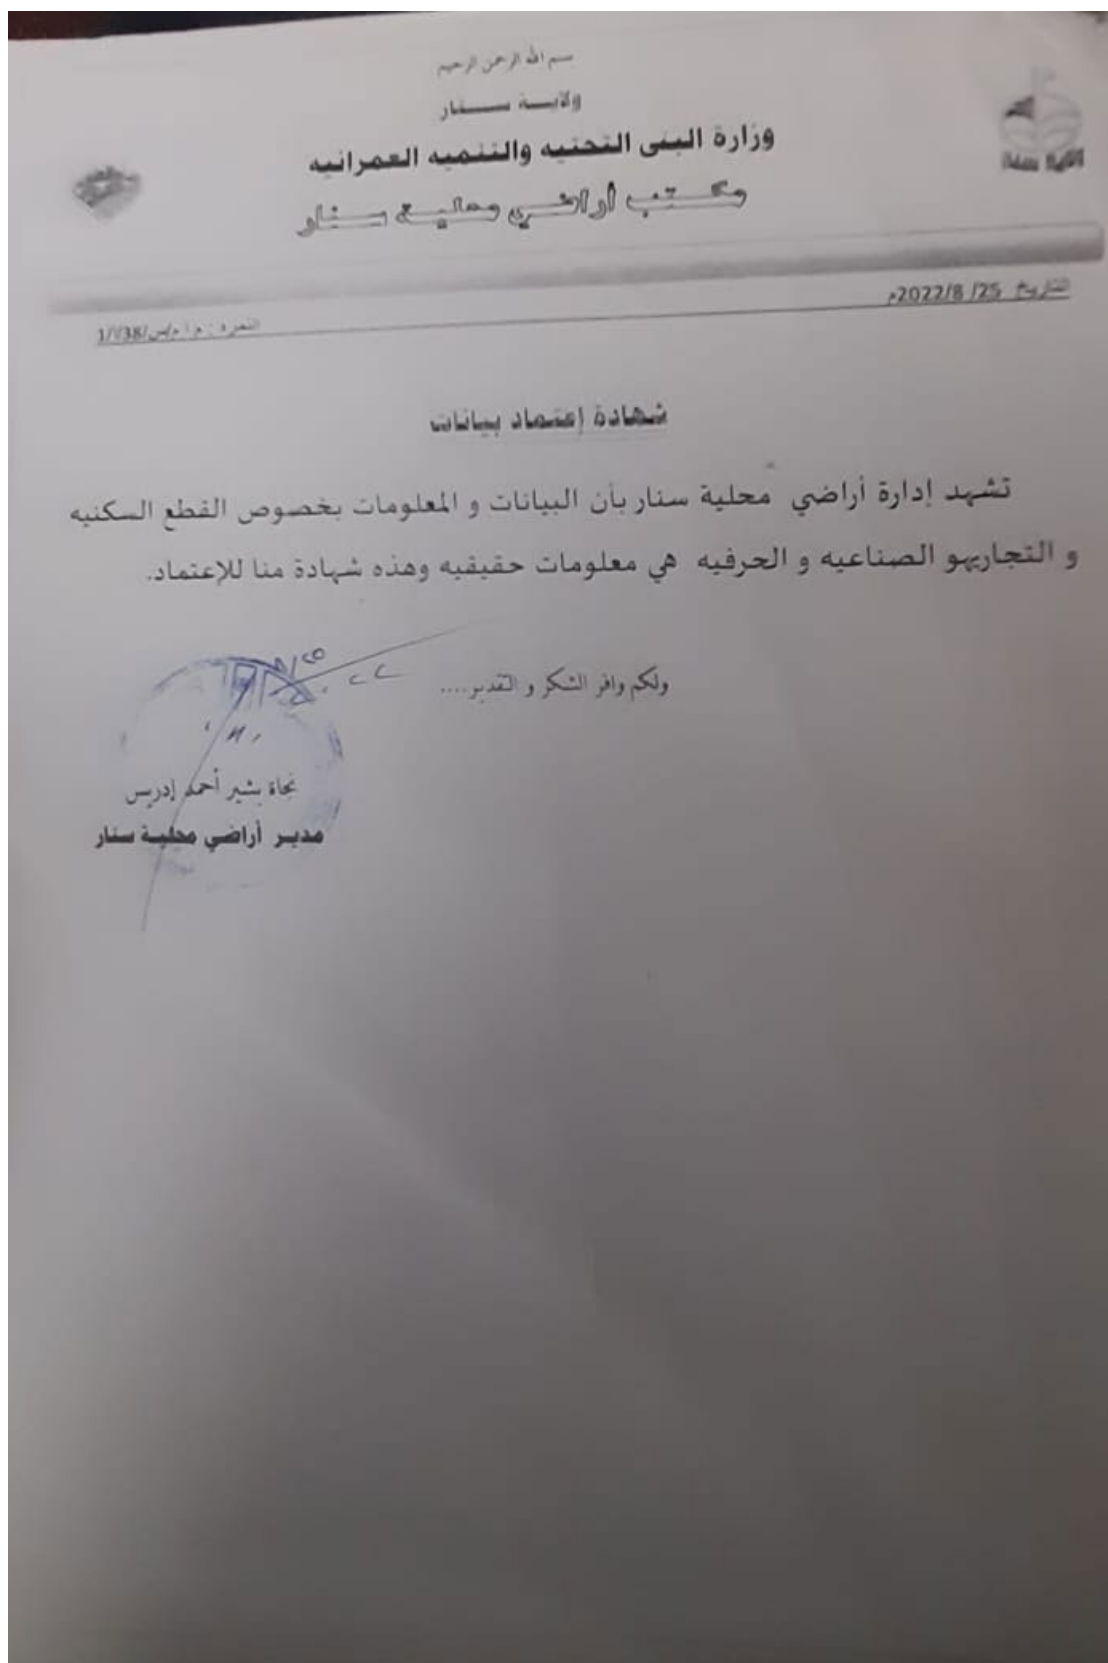 بسم الله الرحمن الرحيم
ولاية سنار
وزارة البنى التحتيه والتنميه العمرانيه
مكتب أراضي محلية سنار
التاريخ 25/ 2022/8م
النمرة :
شهادة إعتماد بيانات
تشهد إدارة أراضي محلية سنار بأن البيانات و المعلومات بخصوص القطع السكنيه
و التجاريهو الصناعيه و الحرفيه هي معلومات حقيقيه وهذه شهادة منا للإعتماد.
ولكم وافر الشكر و التقدير....
نجاة بشير أحمد إدريس
مدير أراضي محلية سنار